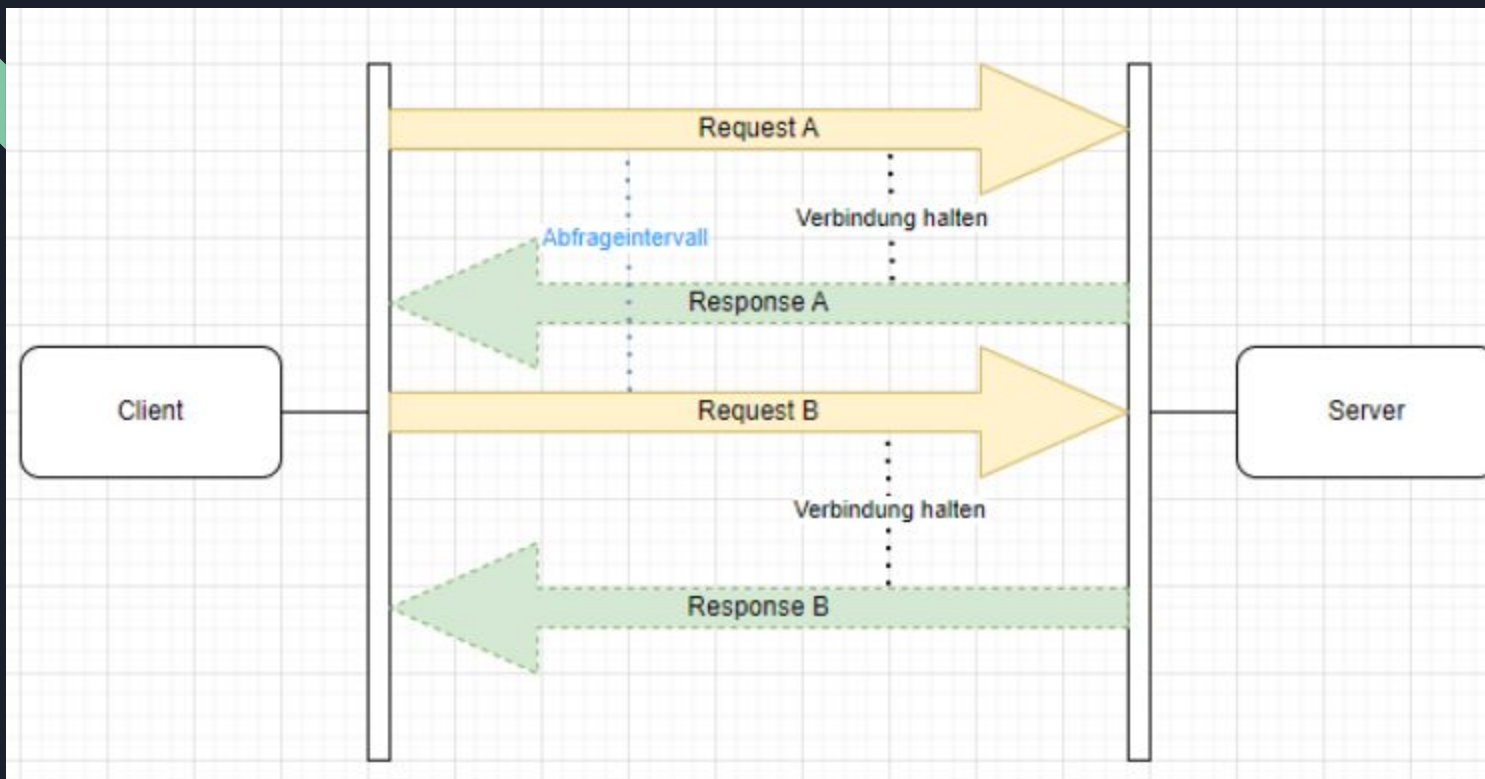 Request A
Verbindung halten
Abfrageintervall
Response A
Client
Request B
Server
Verbindung halten
Response B